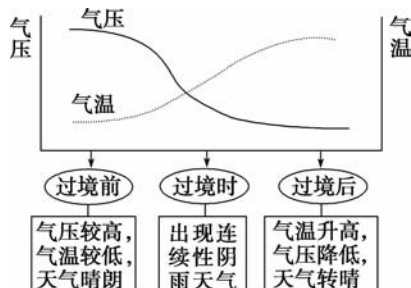 气压
气压
气温
气温
过境前
过境时
过境后
气压较高，
气温较低，
天气晴朗
出现连
续性阴
雨天气
气温升高，
气压降低，
天气转晴